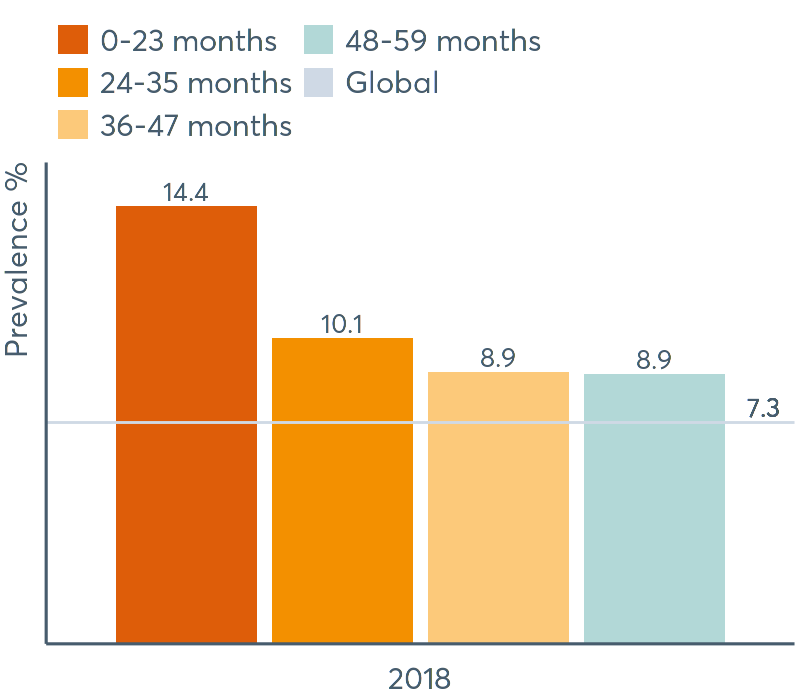 0-23 months
24-35 months
36-47 months
48-59 months
Global
Prevalence %
14.4
10.1
8.9
8.9
7.3
2018